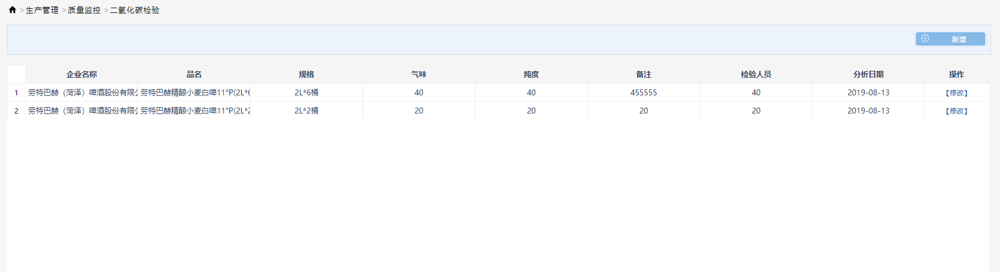 >生产管理 >质量监控 >二氧化碳检验
新增
企业名称 品名 规格 气味 纯度 备注 检验人员 分析日期 操作
1 劳特巴赫（菏泽）啤酒股份有限公 劳特巴赫精酿小麦白啤11°P(2L*6 2L*6桶 40 40 455555 40 2019-08-13 【修改】
2 劳特巴赫（菏泽）啤酒股份有限公 劳特巴赫精酿小麦白啤11°P(2L*2 2L*2桶 20 20 20 20 2019-08-13 【修改】